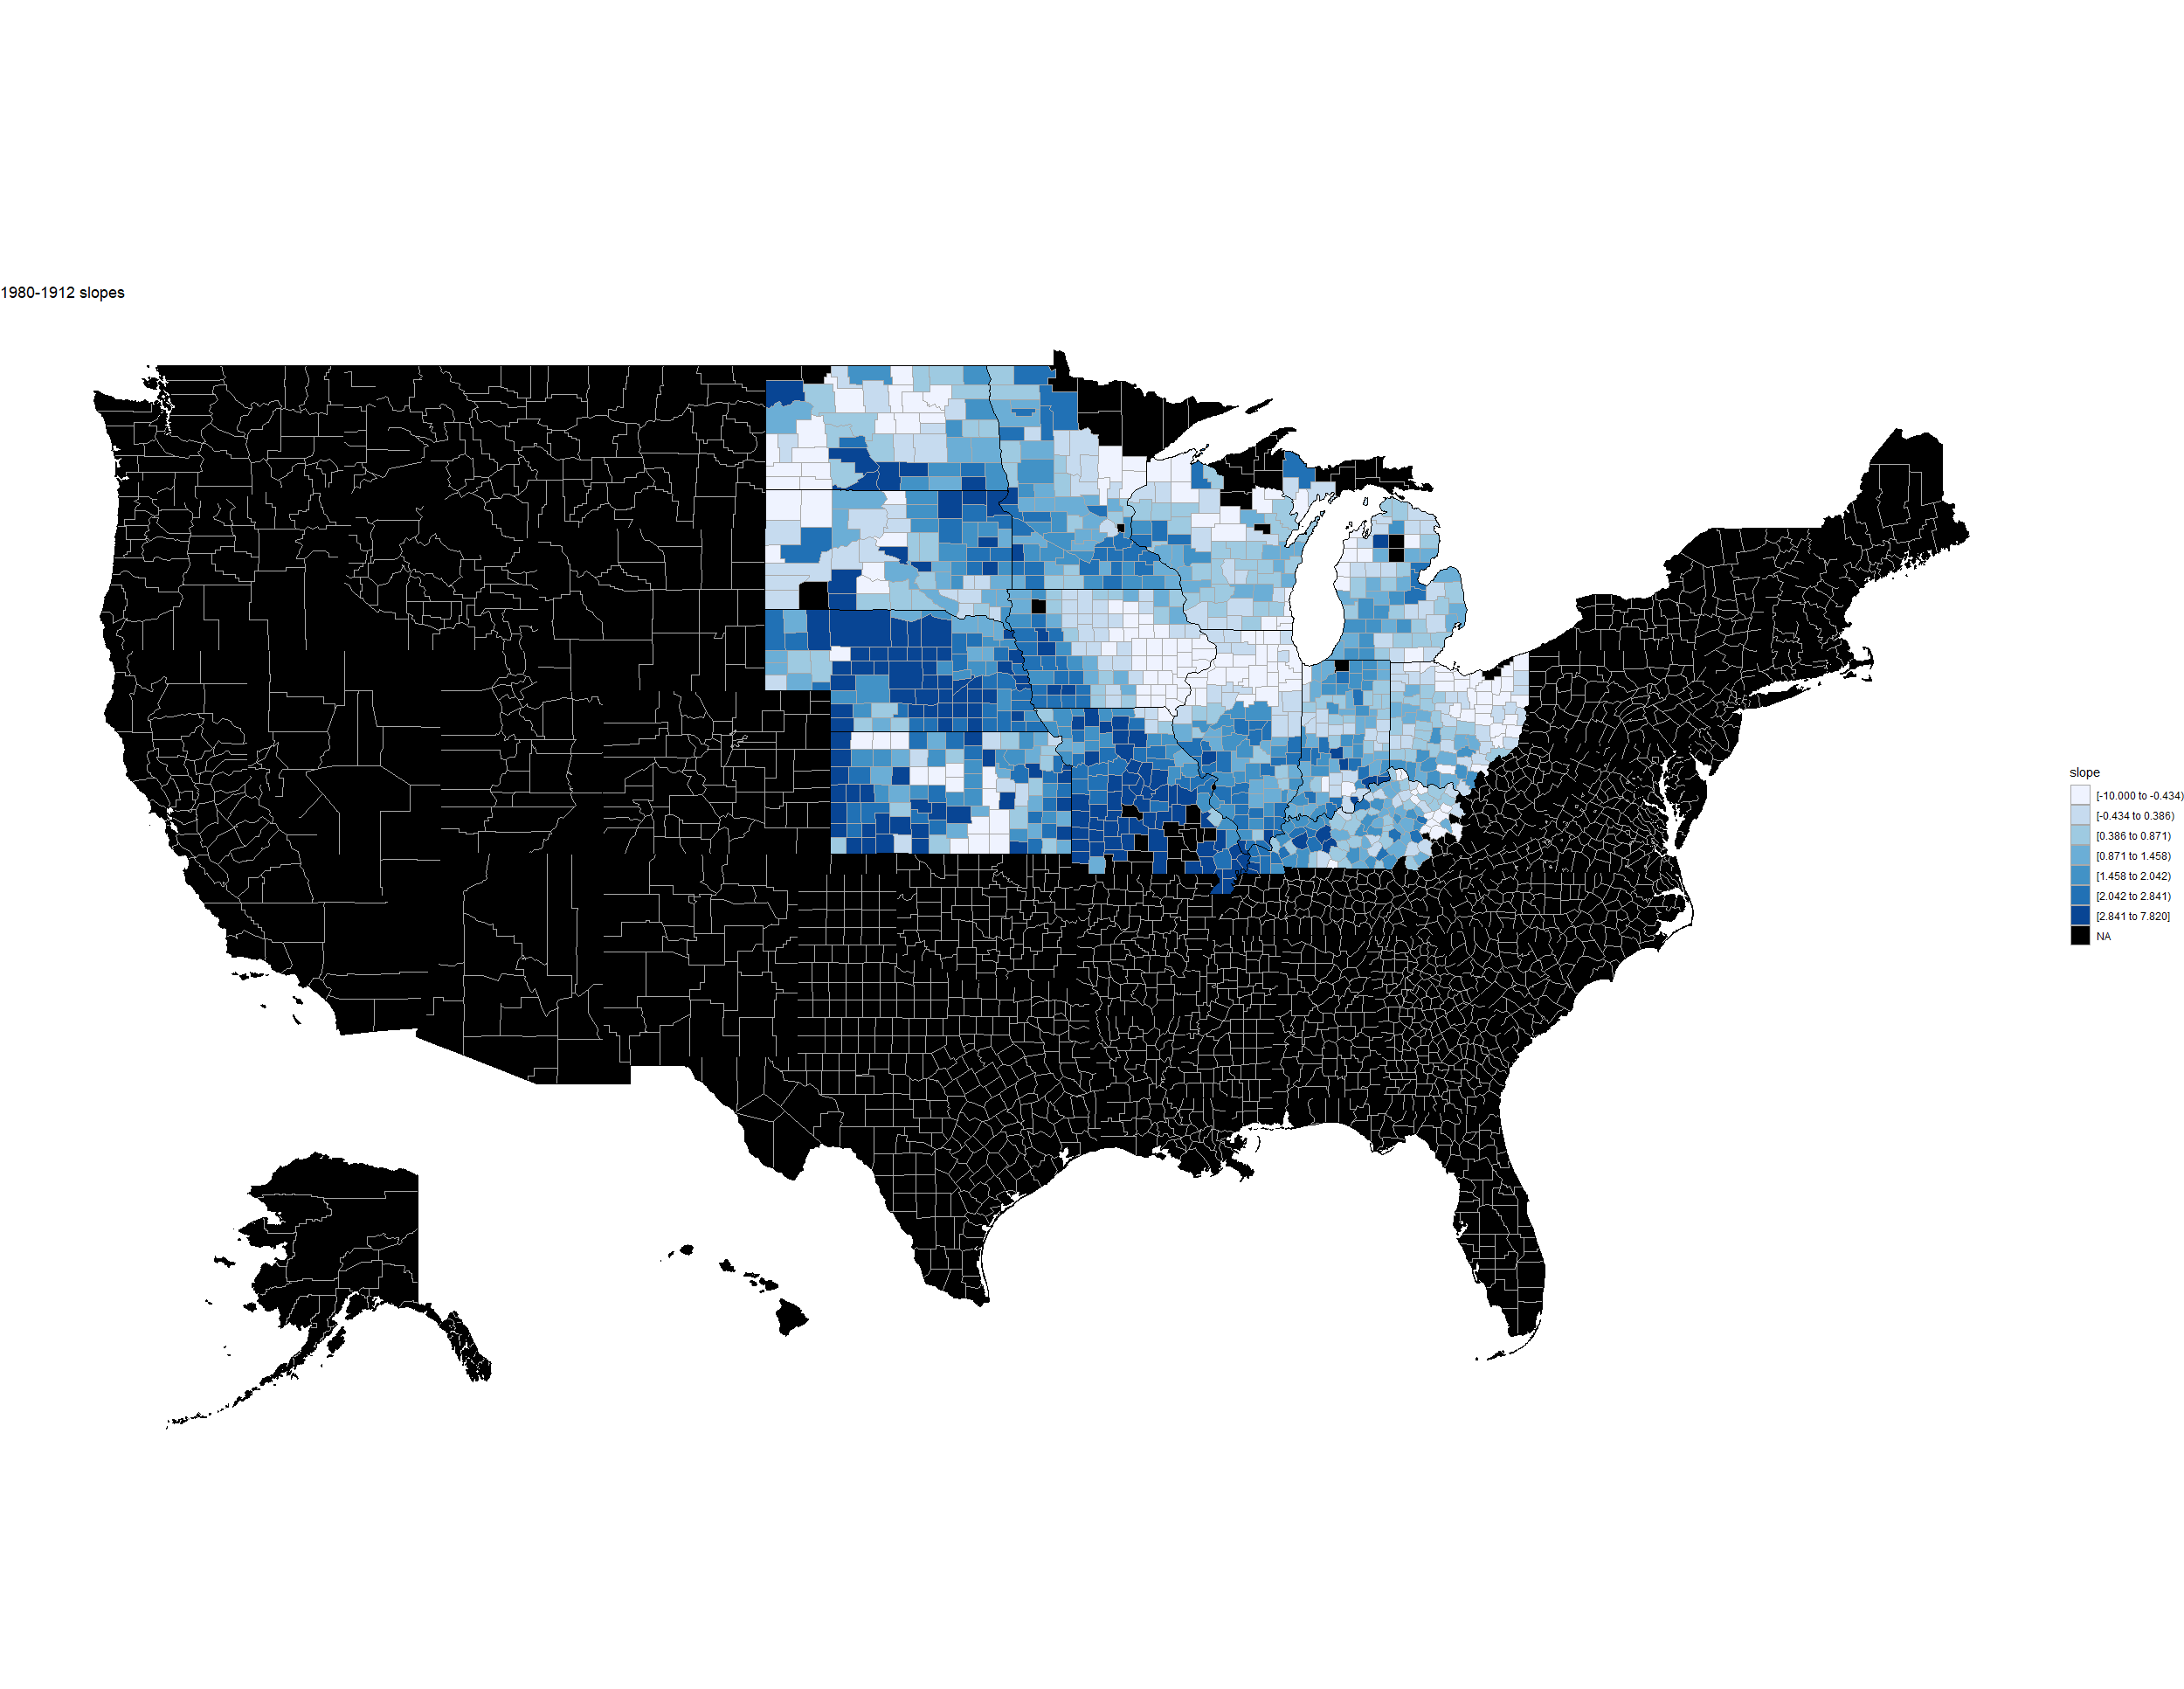 1980-1912 slopes
slope
[-10.000 to -0.434)
[-0.434 to 0.386)
[0.386 to 0.871)
[0.871 to 1.458)
[1.458 to 2.042)
[2.042 to 2.841)
[2.841 to 7.820]
NA